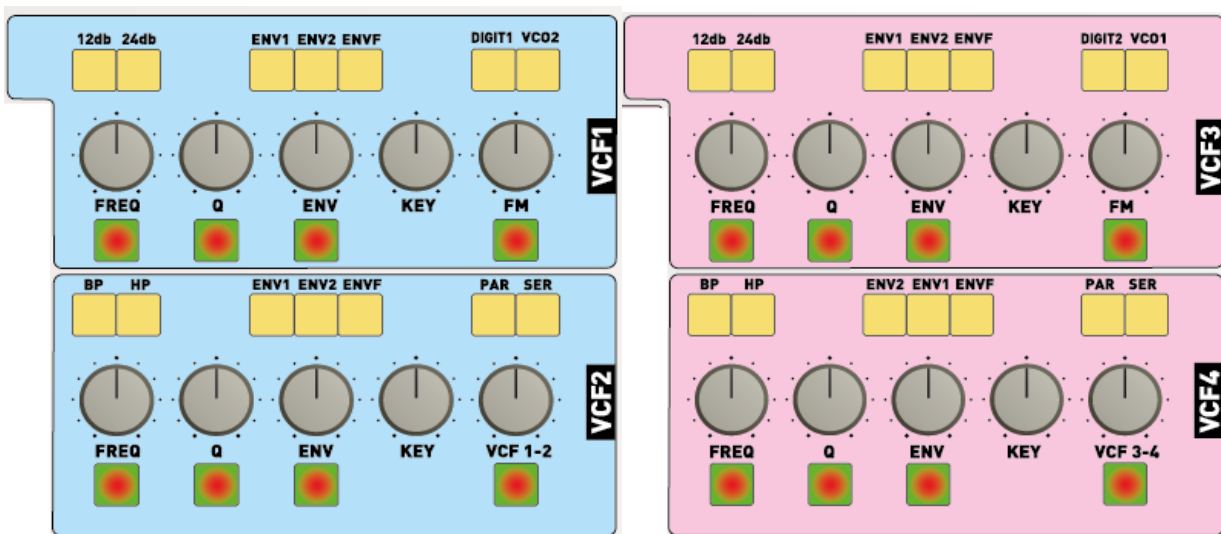 12db 24db ENV1 ENV2 ENVF DIGIT1 VCO2
FREQ Q ENV KEY FM
VCF1
BP HP ENV1 ENV2 ENVF PAR SER
FREQ Q ENV KEY VCF 1-2
VCF2
12db 24db ENV1 ENV2 ENVF DIGIT2 VCO1
FREQ Q ENV KEY FM
VCF3
BP HP ENV2 ENV1 ENVF PAR SER
FREQ Q ENV KEY VCF 3-4
VCF4